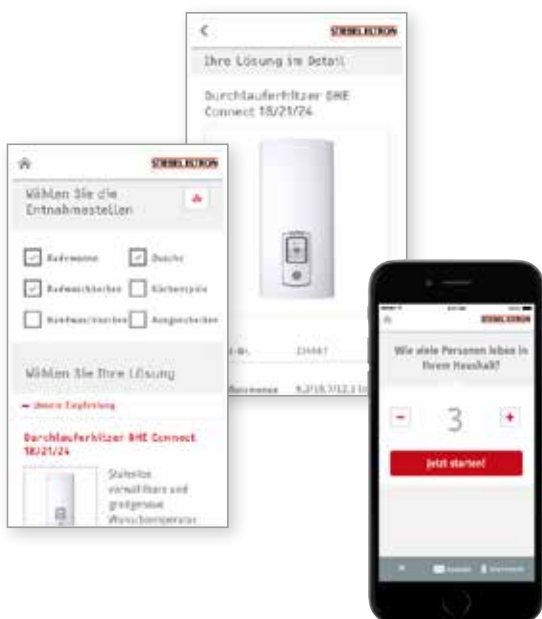 STIEBEL ELTRON
Ihre Lösung im Detail
Durchlauferhitzer DHE
Connect 18/21/24
STIEBEL ELTRON
Wählen Sie die
Entnahmestellen
Badewanne
Dusche
Badwaschbecken
Küchenspüle
Handwaschbecken
Ausgussbecken
Wählen Sie Ihre Lösung
Unsere Empfehlung
Durchlauferhitzer DHE Connect
18/21/24
Stufenlos
verwählbare und
gradgenaue
Wunschtemperatur
STIEBEL ELTRON
Wie viele Personen leben in
Ihrem Haushalt?
3
Jetzt starten!